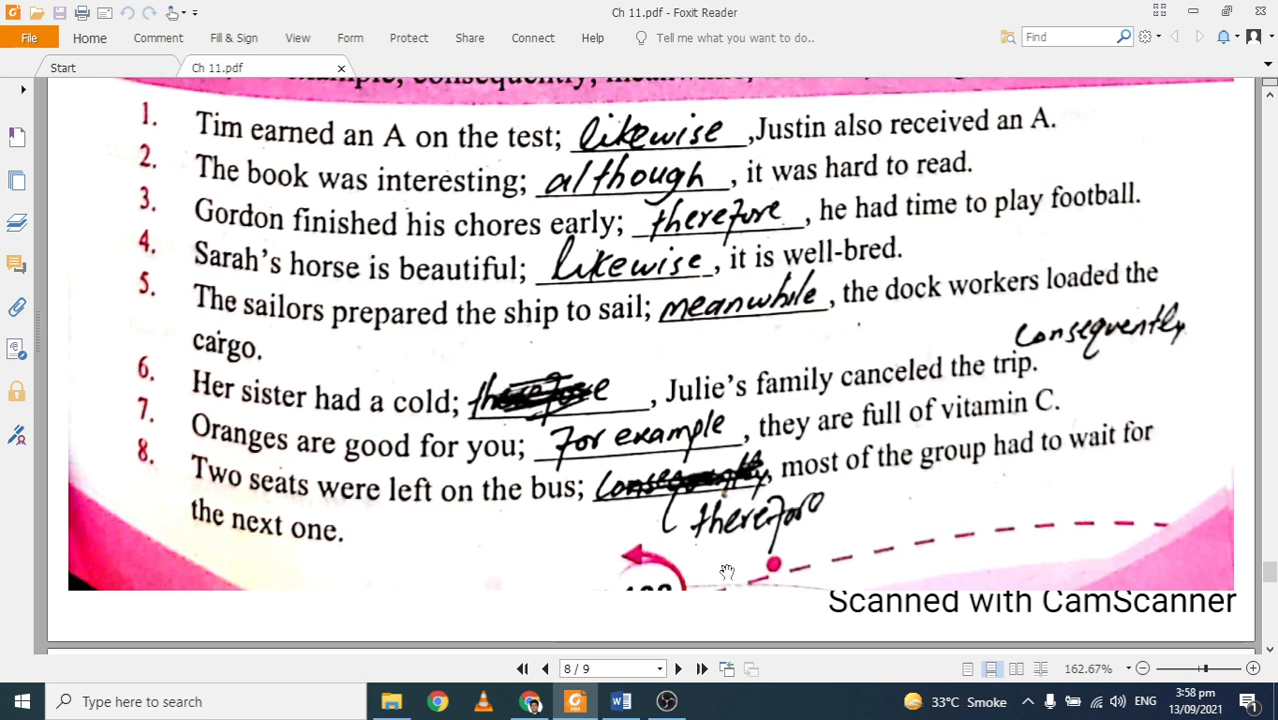 Ch 11.pdf - Foxit Reader
File Home Comment Fill & Sign View Form Protect Share Connect Help Tell me what you want to do.. Find
Start Ch 11.pdf
example, consequently, meanwhile,
1. Tim earned an A on the test; likewise ,Justin also received an A.
2. The book was interesting; although , it was hard to read.
3. Gordon finished his chores early; therefore , he had time to play football.
4. Sarah's horse is beautiful; likewise , it is well-bred.
5. The sailors prepared the ship to sail; meanwhile , the dock workers loaded the
cargo.
consequently
6. Her sister had a cold; therefore , Julie's family canceled the trip.
7. Oranges are good for you; For example , they are full of vitamin C.
8. Two seats were left on the bus; consequently , most of the group had to wait for
the next one.
( therefore
Scanned with CamScanner
8 / 9 162.67%
Type here to search 33°C Smoke ENG 3:58 pm
13/09/2021 1